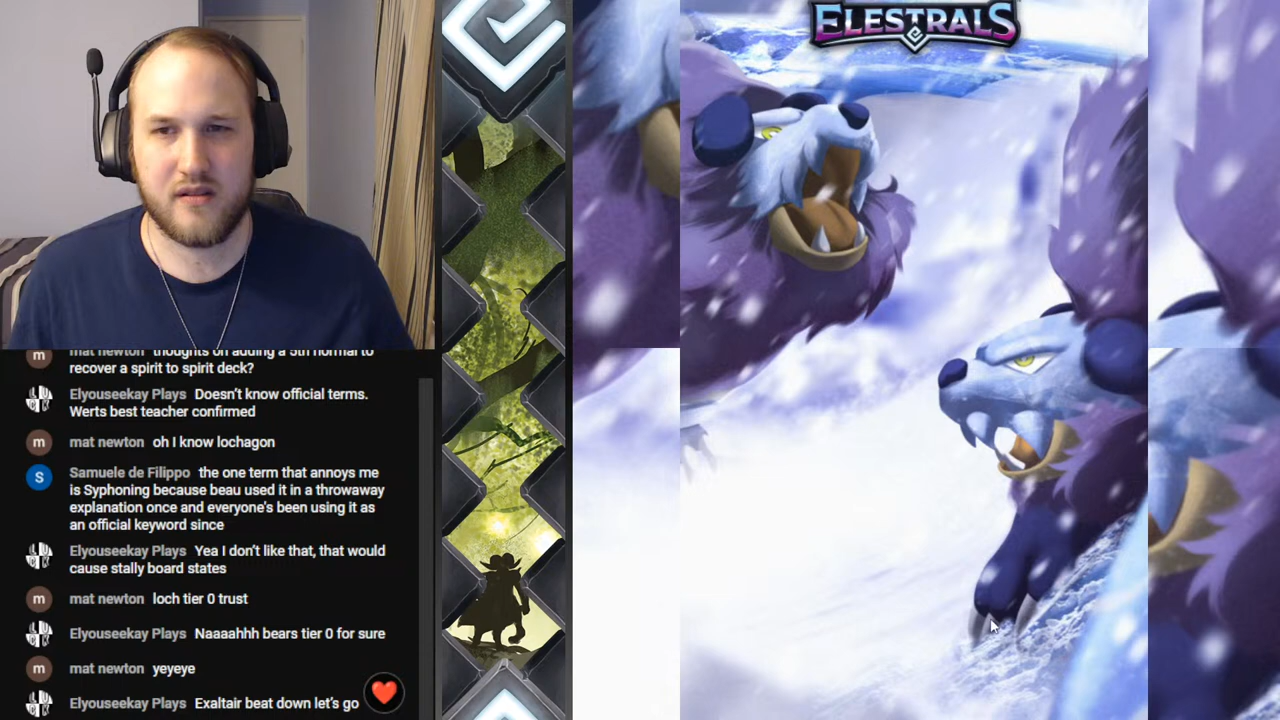 ELESTRALS
mat newton thoughts on adding a 5th normal to
recover a spirit to spirit deck?
Elyouseekay Plays Doesn't know official terms.
Werts best teacher confirmed
m mat newton oh I know lochagon
S Samuele de Filippo the one term that annoys me
is Syphoning because beau used it in a throwaway
explanation once and everyone's been using it as
an official keyword since
Elyouseekay Plays Yea I don't like that, that would
cause stally board states
m mat newton loch tier 0 trust
Elyouseekay Plays Naaaahhh bears tier 0 for sure
m mat newton yeyeye
Elyouseekay Plays Exaltair beat down let's go